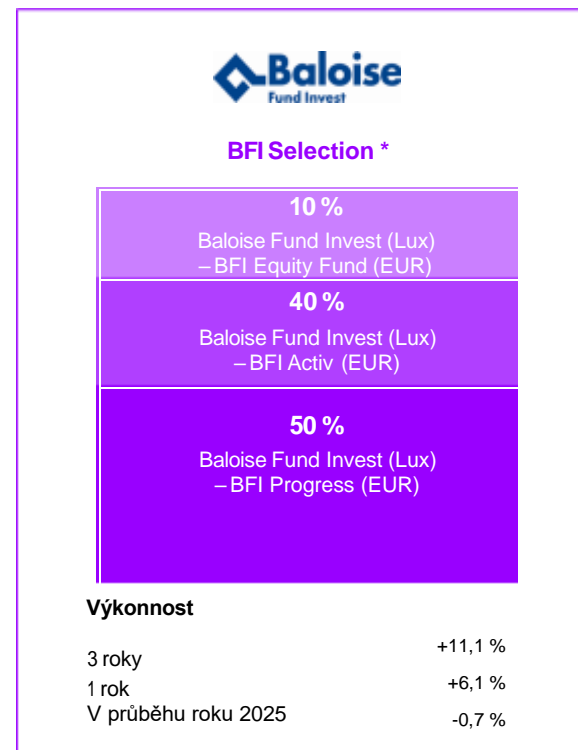 Baloise
Fund Invest
BFI Selection *
10 %
Baloise Fund Invest (Lux)
– BFI Equity Fund (EUR)
40 %
Baloise Fund Invest (Lux)
– BFI Activ (EUR)
50 %
Baloise Fund Invest (Lux)
– BFI Progress (EUR)
Výkonnost
3 roky +11,1 %
1 rok +6,1 %
V průběhu roku 2025 -0,7 %